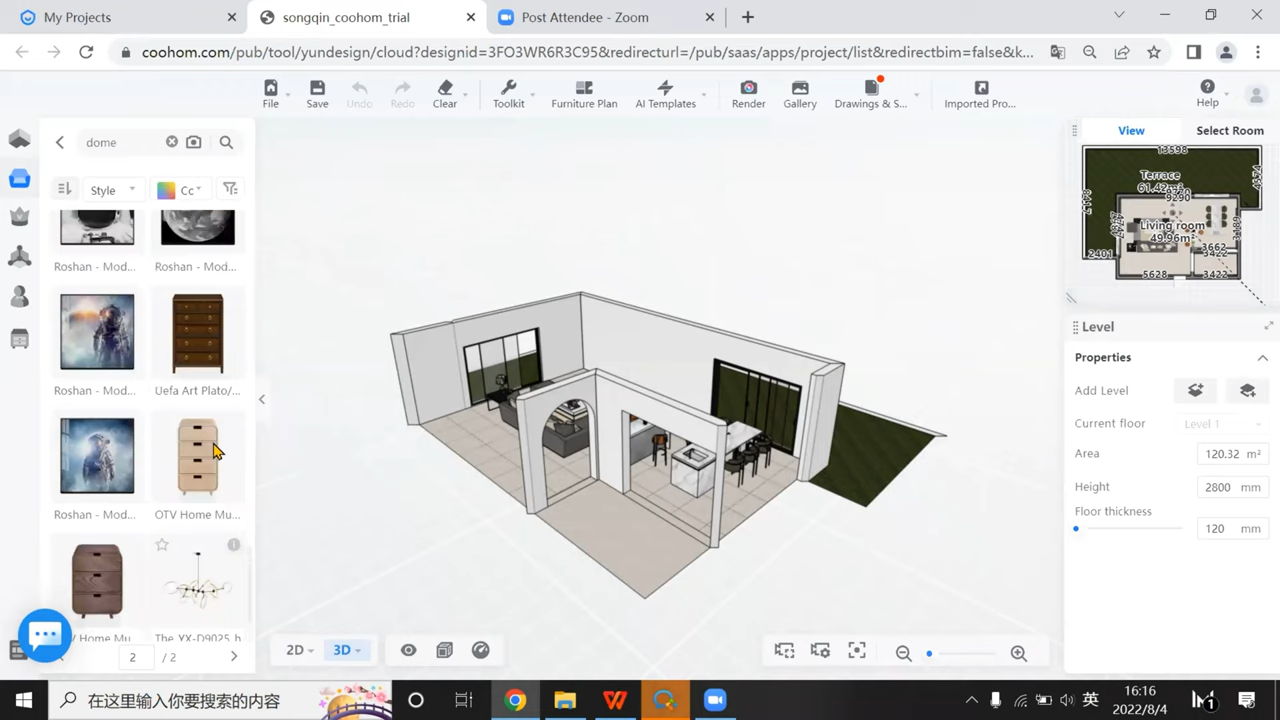 My Projects
songqin_coohom_trial
Post Attendee - Zoom
coohom.com/pub/tool/yundesign/cloud?designid=3FO3WR6R3C95&redirecturl=/pub/saas/apps/project/list&redirectbim=false&k...
File
Save
Undo
Redo
Clear
Toolkit
Furniture Plan
AI Templates
Render
Gallery
Drawings & S...
Imported Pro...
Help
dome
Style
Cc
Roshan - Mod...
Roshan - Mod...
Roshan - Mod...
Uefa Art Plato/...
Roshan - Mod...
OTV Home Mu...
The YX-D9025 h
2 / 2
2D
3D
View
Select Room
13598
Terrace
61.42m²
9290
Living room
49.96m²
3662
3422
2401
5628
3422
Level
Properties
Add Level
Current floor
Level 1
Area
120.32 m²
Height
2800 mm
Floor thickness
120 mm
在这里输入你要搜索的内容
英
16:16
2022/8/4
1